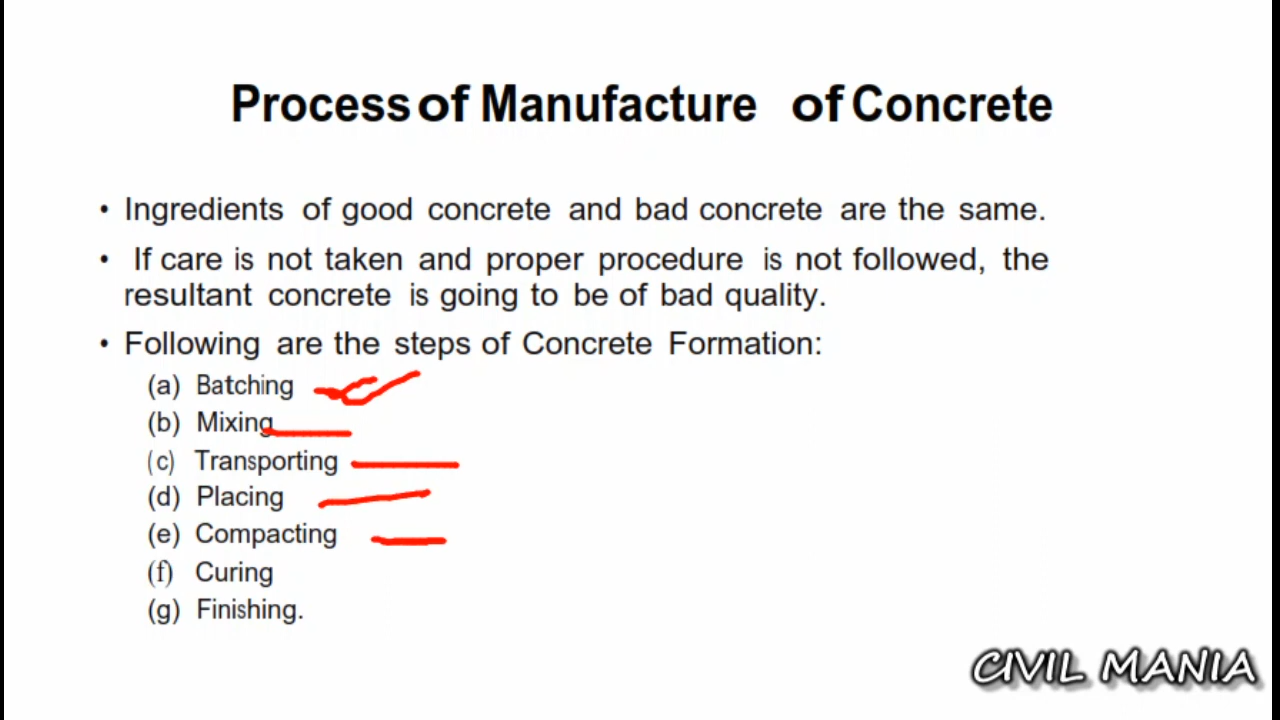 Process of Manufacture of Concrete
• Ingredients of good concrete and bad concrete are the same.
• If care is not taken and proper procedure is not followed, the
resultant concrete is going to be of bad quality.
• Following are the steps of Concrete Formation:
(a) Batching
(b) Mixing
(c) Transporting
(d) Placing
(e) Compacting
(f) Curing
(g) Finishing.
CIVIL MANIA